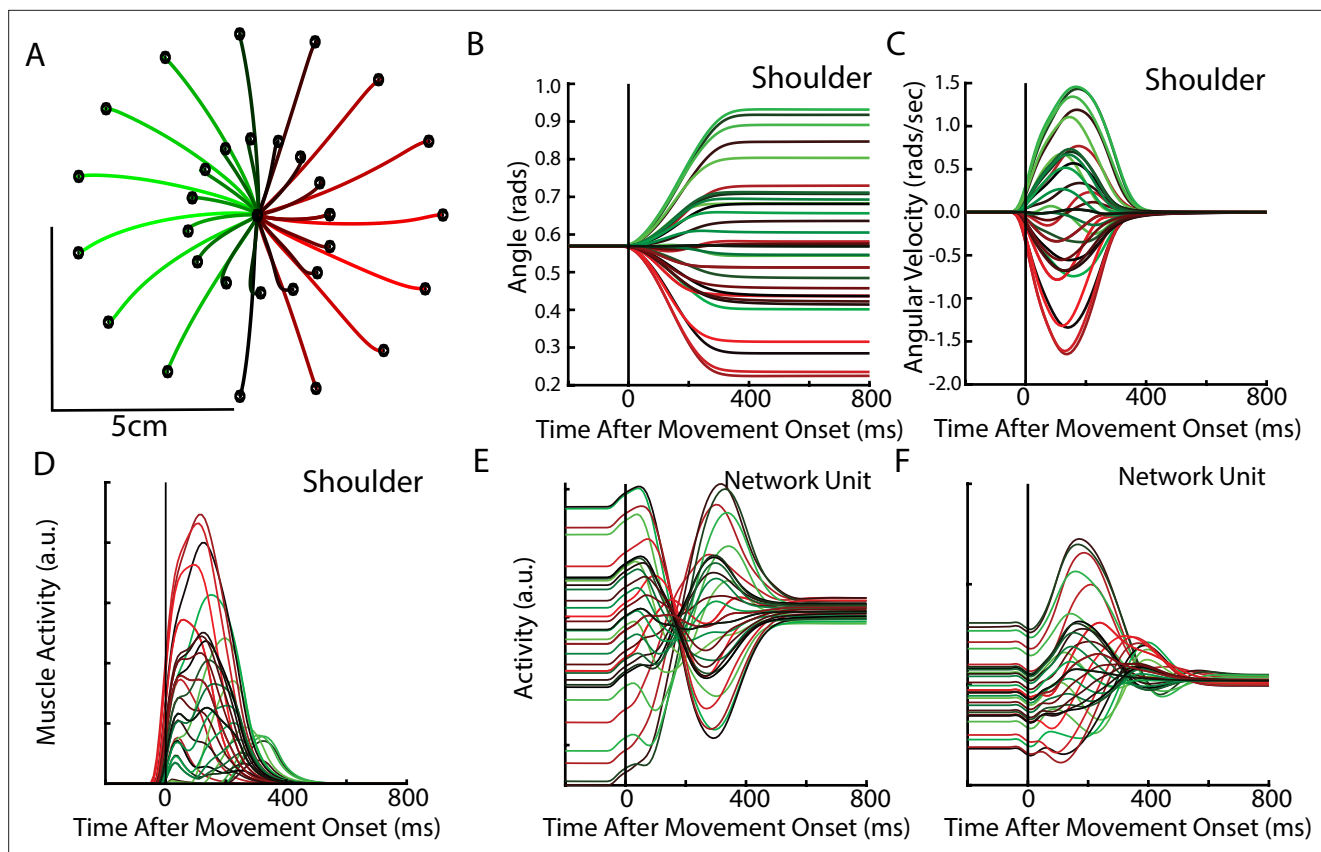 A
5cm
B
Shoulder
Angle (rads)
1.0
0.9
0.8
0.7
0.6
0.5
0.4
0.3
0.2
0 400 800
Time After Movement Onset (ms)
C
Shoulder
Angular Velocity (rads/sec)
1.5
1.0
0.5
0.0
-0.5
-1.0
-1.5
-2.0
0 400 800
Time After Movement Onset (ms)
D
Shoulder
Muscle Activity (a.u.)
0 400 800
Time After Movement Onset (ms)
E
Network Unit
Activity (a.u.)
0 400 800
Time After Movement Onset (ms)
F
Network Unit
0 400 800
Time After Movement Onset (ms)